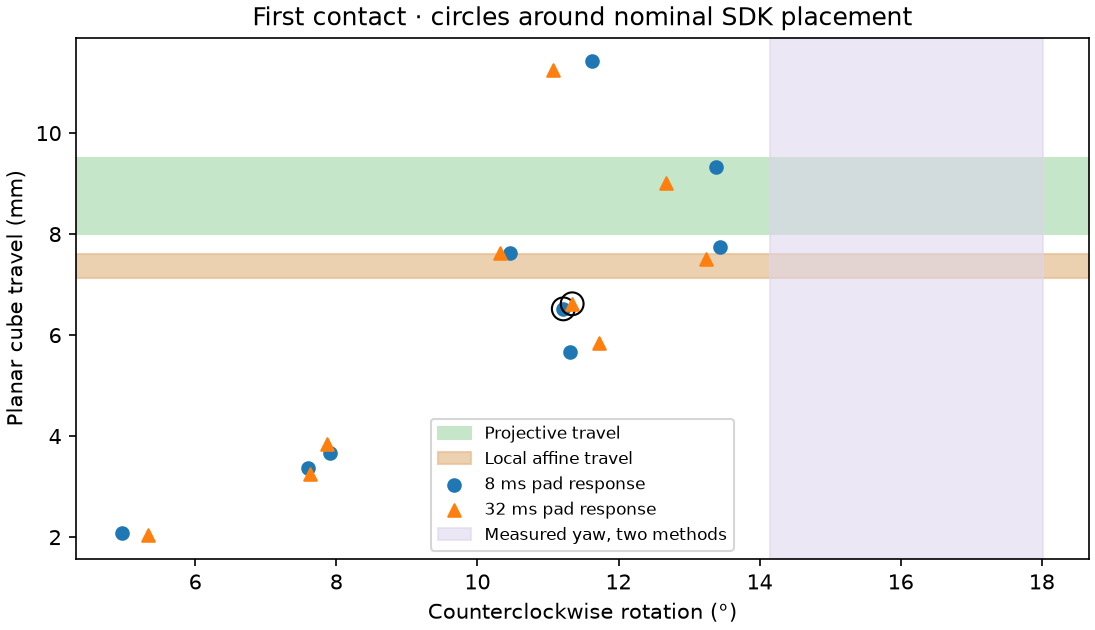 First contact · circles around nominal SDK placement
Planar cube travel (mm)
10
8
6
4
2
Projective travel
Local affine travel
8 ms pad response
32 ms pad response
Measured yaw, two methods
6 8 10 12 14 16 18
Counterclockwise rotation (°)